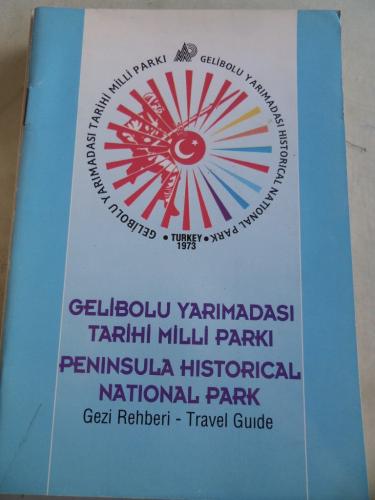 GELİBOLU YARIMADASI TARİHİ MİLLİ PARKI
GELİBOLU YARIMADASI HISTORICAL NATIONAL PARK
• TURKEY •
1973
GELİBOLU YARIMADASI
TARİHİ MİLLİ PARKI
PENINSULA HISTORICAL
NATIONAL PARK
Gezi Rehberi - Travel Guide